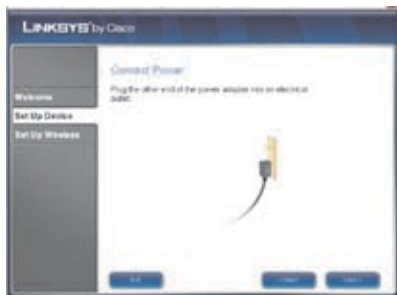 LINKSYS by Cisco
Connect Power
Plug the other end of the power adapter into an electrical
outlet.
Welcome
Set Up Device
Set Up Wireless